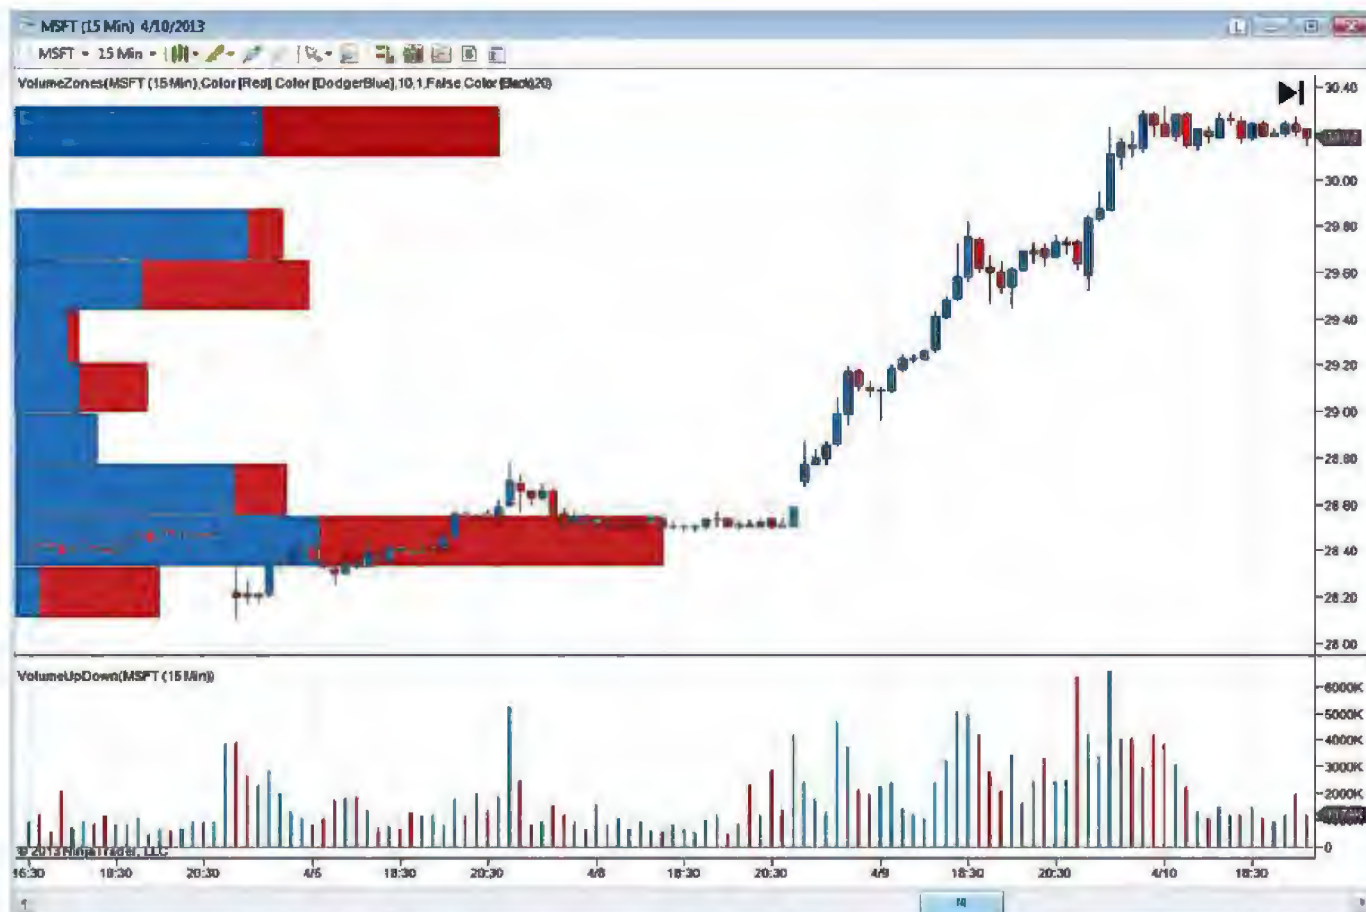 MSFT (15 Min) 4/10/2013
MSFT 15 Min
VolumeZones(MSFT (15 Min),Color [Red],Color [DodgerBlue],10,1,False,Color [Black],20)
30.40
30.00
29.80
29.60
29.40
29.20
29.00
28.80
28.60
28.40
28.20
28.00
VolumeUpDown(MSFT (15 Min))
6000K
5000K
4000K
3000K
2000K
0
© 2013 NinjaTrader, LLC
16:30 18:30 20:30 4/5 18:30 20:30 4/8 18:30 20:30 4/9 18:30 20:30 4/10 18:30